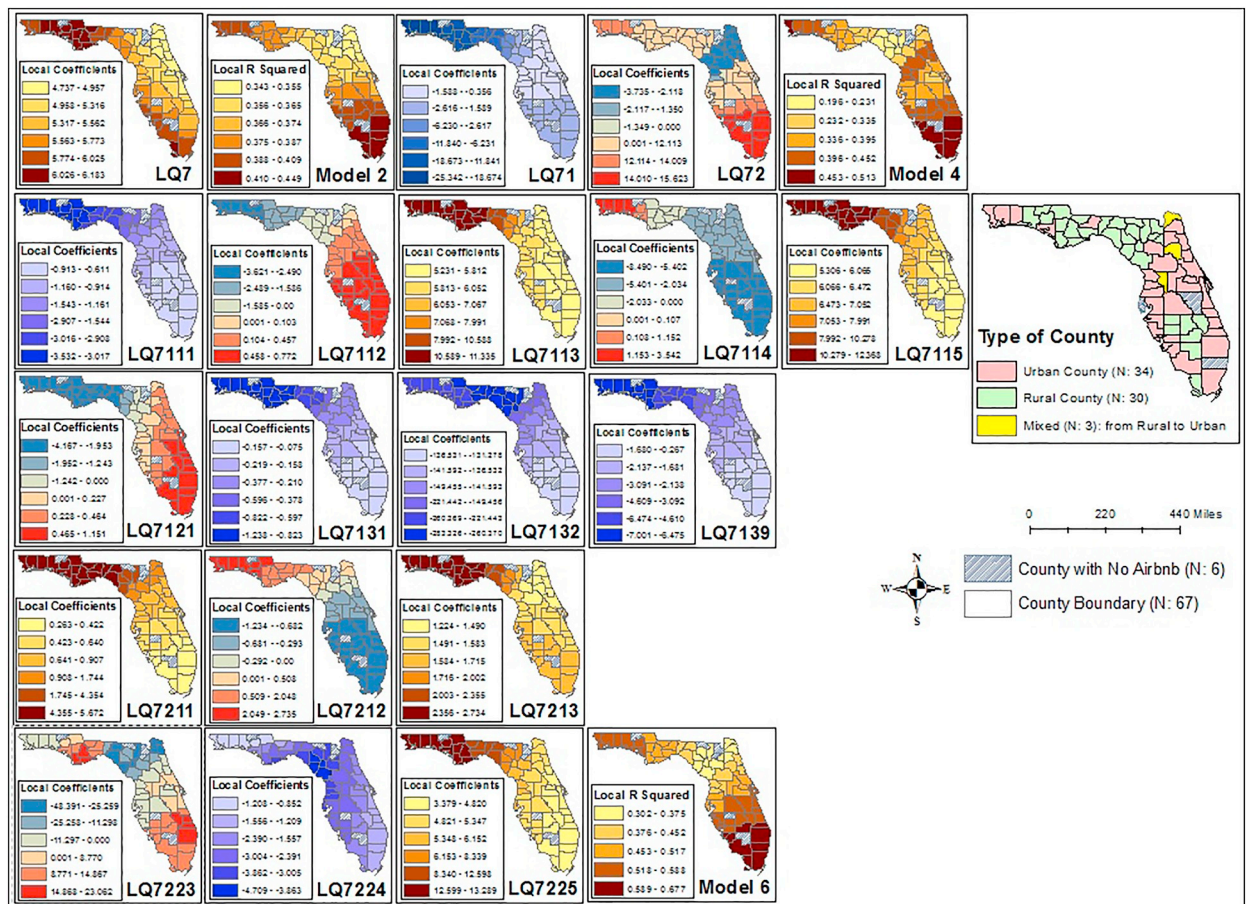 Local Coefficients
4.737 - 4.957
4.958 - 5.316
5.317 - 5.562
5.563 - 5.773
5.774 - 6.025
6.026 - 6.183
LQ7
Local R Squared
0.343 - 0.355
0.356 - 0.365
0.366 - 0.374
0.375 - 0.387
0.388 - 0.409
0.410 - 0.449
Model 2
Local Coefficients
-1.588 - -0.356
-2.616 - -1.589
-6.230 - -2.617
-11.840 - -6.231
-18.673 - -11.841
-25.342 - -18.674
LQ71
Local Coefficients
-3.735 - -2.118
-2.117 - -1.350
-1.349 - 0.000
0.001 - 12.113
12.114 - 14.009
14.010 - 15.623
LQ72
Local R Squared
0.196 - 0.231
0.232 - 0.335
0.336 - 0.395
0.396 - 0.452
0.453 - 0.513
Model 4
Local Coefficients
-0.913 - -0.611
-1.160 - -0.914
-1.543 - -1.161
-2.907 - -1.544
-3.016 - -2.908
-3.532 - -3.017
LQ7111
Local Coefficients
-3.621 - -2.490
-2.489 - -1.586
-1.585 - 0.00
0.001 - 0.103
0.104 - 0.457
0.458 - 0.772
LQ7112
Local Coefficients
5.231 - 5.812
5.813 - 6.052
6.053 - 7.067
7.068 - 7.991
7.992 - 10.588
10.589 - 11.335
LQ7113
Local Coefficients
-8.490 - -5.402
-5.401 - -2.034
-2.033 - 0.000
0.001 - 0.107
0.108 - 1.152
1.153 - 3.542
LQ7114
Local Coefficients
5.306 - 6.065
6.066 - 6.472
6.473 - 7.052
7.053 - 7.991
7.992 - 10.278
10.279 - 12.368
LQ7115
Type of County
Urban County (N: 34)
Rural County (N: 30)
Mixed (N: 3): from Rural to Urban
Local Coefficients
-4.167 - -1.953
-1.952 - -1.243
-1.242 - 0.000
0.001 - 0.227
0.228 - 0.464
0.465 - 1.151
LQ7121
Local Coefficients
-0.157 - -0.075
-0.219 - -0.158
-0.377 - -0.210
-0.596 - -0.378
-0.822 - -0.597
-1.238 - -0.823
LQ7131
Local Coefficients
LQ7132
Local Coefficients
-1.680 - -0.267
-2.137 - -1.681
-3.091 - -2.138
-4.609 - -3.092
-6.474 - -4.610
-7.001 - -6.475
LQ7139
0 220 440 Miles
N
W E
S
County with No Airbnb (N: 6)
County Boundary (N: 67)
Local Coefficients
0.263 - 0.422
0.423 - 0.640
0.641 - 0.907
0.908 - 1.744
1.745 - 4.354
4.355 - 5.672
LQ7211
Local Coefficients
-1.234 - -0.682
-0.681 - -0.293
-0.292 - 0.00
0.001 - 0.508
0.509 - 2.048
2.049 - 2.735
LQ7212
Local Coefficients
1.224 - 1.490
1.491 - 1.583
1.584 - 1.715
1.716 - 2.002
2.003 - 2.355
2.356 - 2.734
LQ7213
Local Coefficients
-48.391 - -25.259
-25.258 - -11.298
-11.297 - 0.000
0.001 - 8.770
8.771 - 14.867
14.868 - 23.062
LQ7223
Local Coefficients
-1.208 - -0.852
-1.556 - -1.209
-2.390 - -1.557
-3.004 - -2.391
-3.862 - -3.005
-4.709 - -3.863
LQ7224
Local Coefficients
3.379 - 4.820
4.821 - 5.347
5.348 - 6.152
6.153 - 8.339
8.340 - 12.598
12.599 - 13.289
LQ7225
Local R Squared
0.302 - 0.375
0.376 - 0.452
0.453 - 0.517
0.518 - 0.588
0.589 - 0.677
Model 6